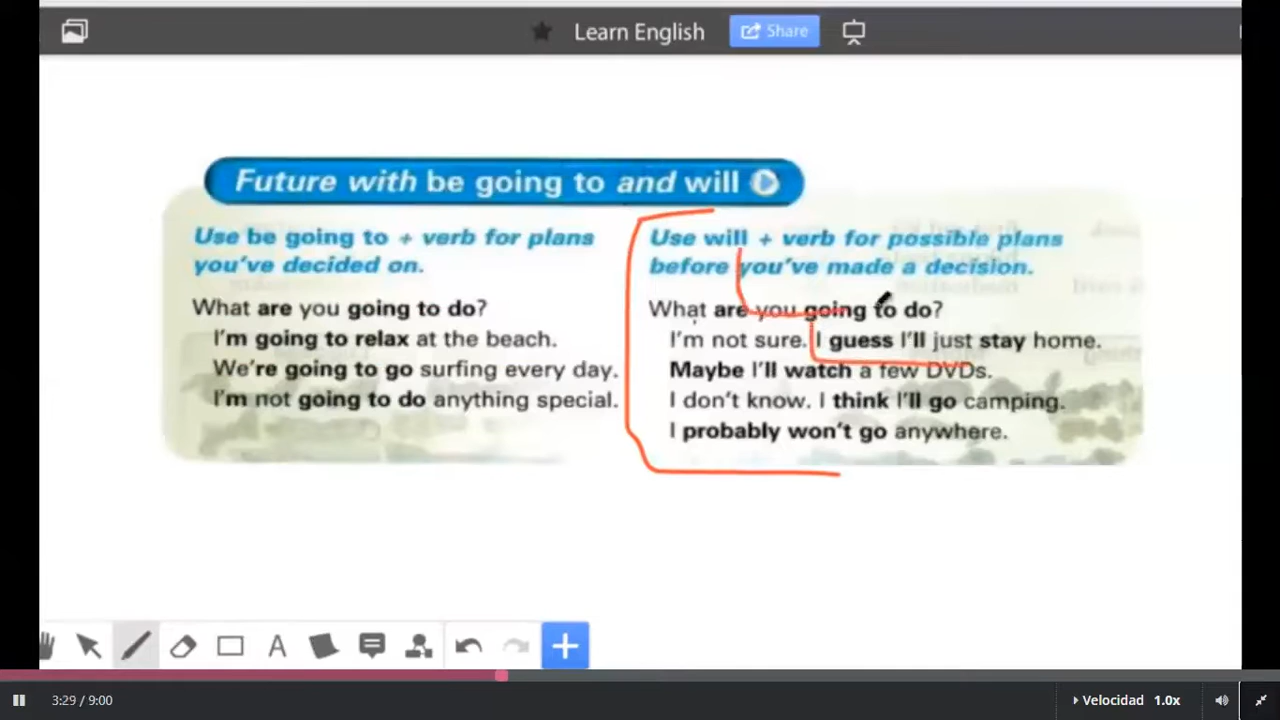 Learn English Share
Future with be going to and will
Use be going to + verb for plans
you've decided on.
What are you going to do?
I'm going to relax at the beach.
We're going to go surfing every day.
I'm not going to do anything special.
Use will + verb for possible plans
before you've made a decision.
What are you going to do?
I'm not sure. I guess I'll just stay home.
Maybe I'll watch a few DVDs.
I don't know. I think I'll go camping.
I probably won't go anywhere.
A
3:29 / 9:00
Velocidad 1.0x